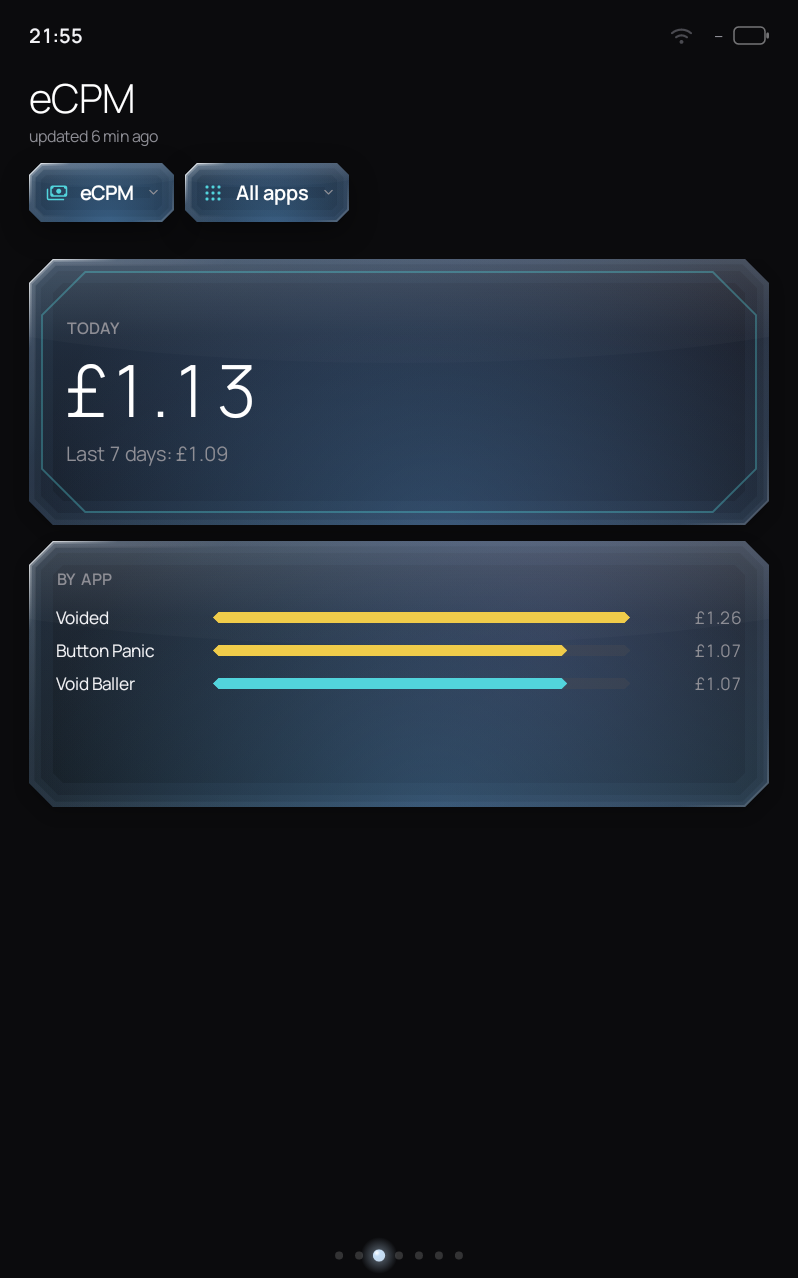 21:55
–
eCPM
updated 6 min ago
eCPM
All apps
TODAY
£1.13
Last 7 days: £1.09
BY APP
Voided £1.26
Button Panic £1.07
Void Baller £1.07